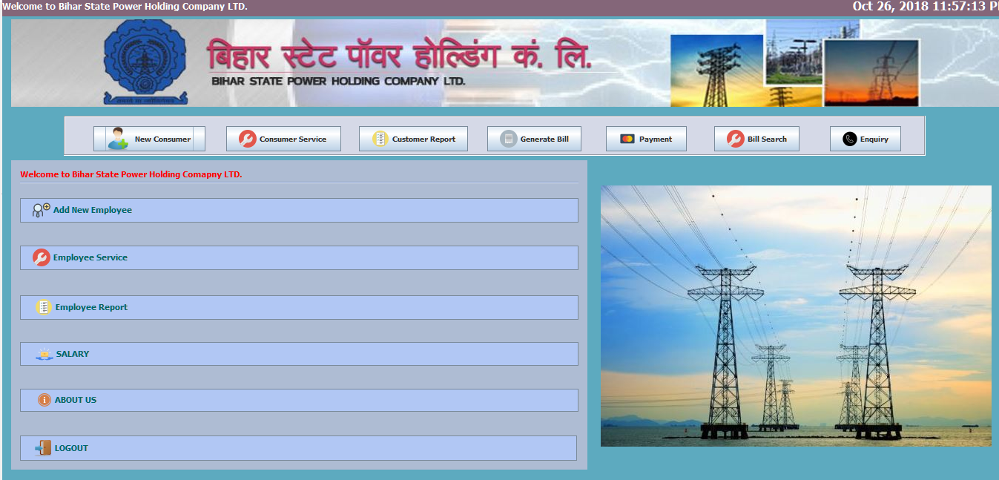 Welcome to Bihar State Power Holding Company LTD.
Oct 26, 2018 11:57:13
बिहार स्टेट पॉवर होल्डिंग कं. लि.
BIHAR STATE POWER HOLDING COMPANY LTD.
New Consumer
Consumer Service
Customer Report
Generate Bill
Payment
Bill Search
Enquiry
Welcome to Bihar State Power Holding Comapny LTD.
Add New Employee
Employee Service
Employee Report
SALARY
ABOUT US
LOGOUT